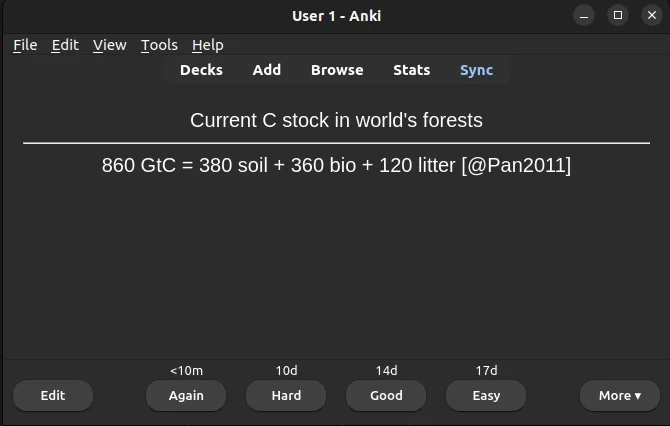 User 1 - Anki
File Edit View Tools Help
Decks Add Browse Stats Sync
Current C stock in world's forests
860 GtC = 380 soil + 360 bio + 120 litter [@Pan2011]
<10m 10d 14d 17d
Edit Again Hard Good Easy More ▾